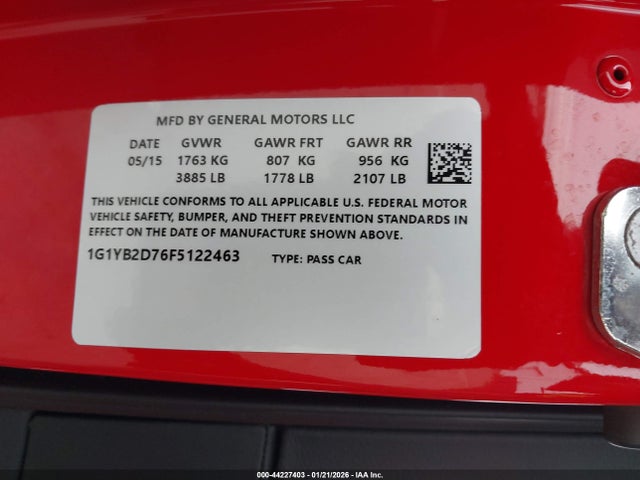 MFD BY GENERAL MOTORS LLC
DATE GVWR GAWR FRT GAWR RR
05/15 1763 KG 807 KG 956 KG
3885 LB 1778 LB 2107 LB
THIS VEHICLE CONFORMS TO ALL APPLICABLE U.S. FEDERAL MOTOR
VEHICLE SAFETY, BUMPER, AND THEFT PREVENTION STANDARDS IN
EFFECT ON THE DATE OF MANUFACTURE SHOWN ABOVE.
1G1YB2D76F5122463 TYPE: PASS CAR
000-44227403 - 01/21/2026 - IAA Inc.